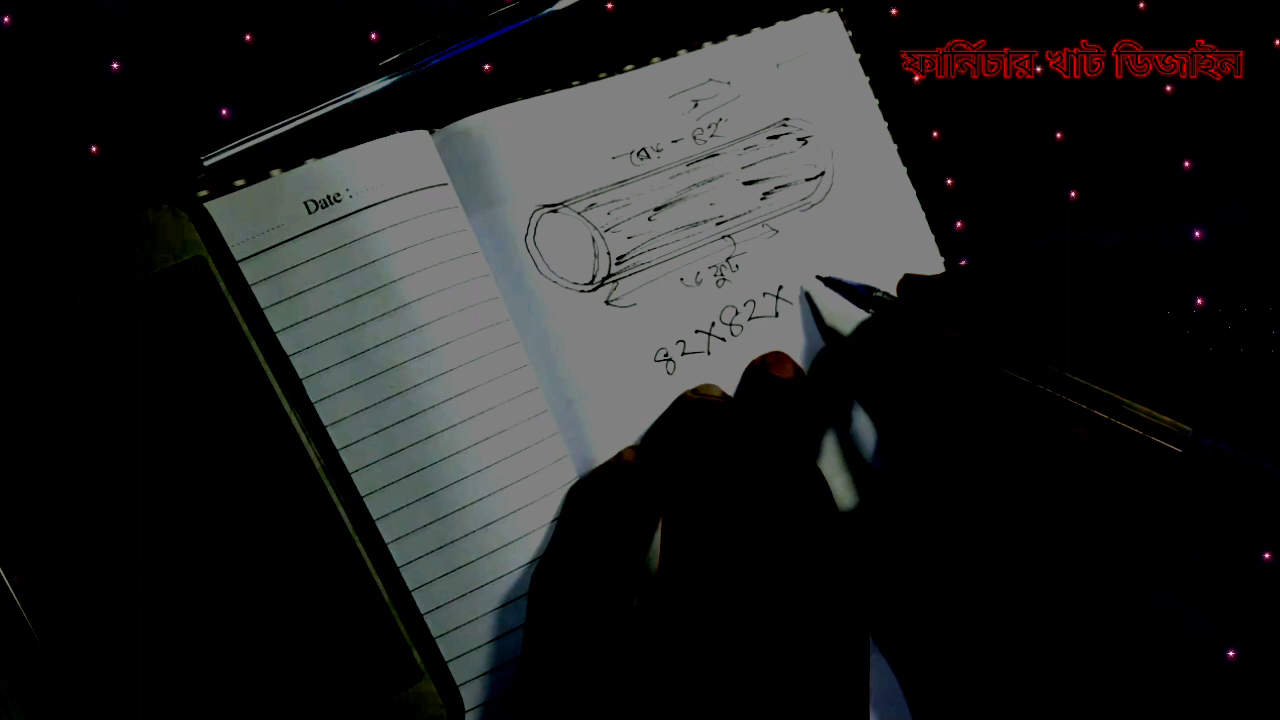 ফার্নিচার খাট ডিজাইন
Date :
বেড় - ৪২"
৬ ফুট
৪২X৪২X